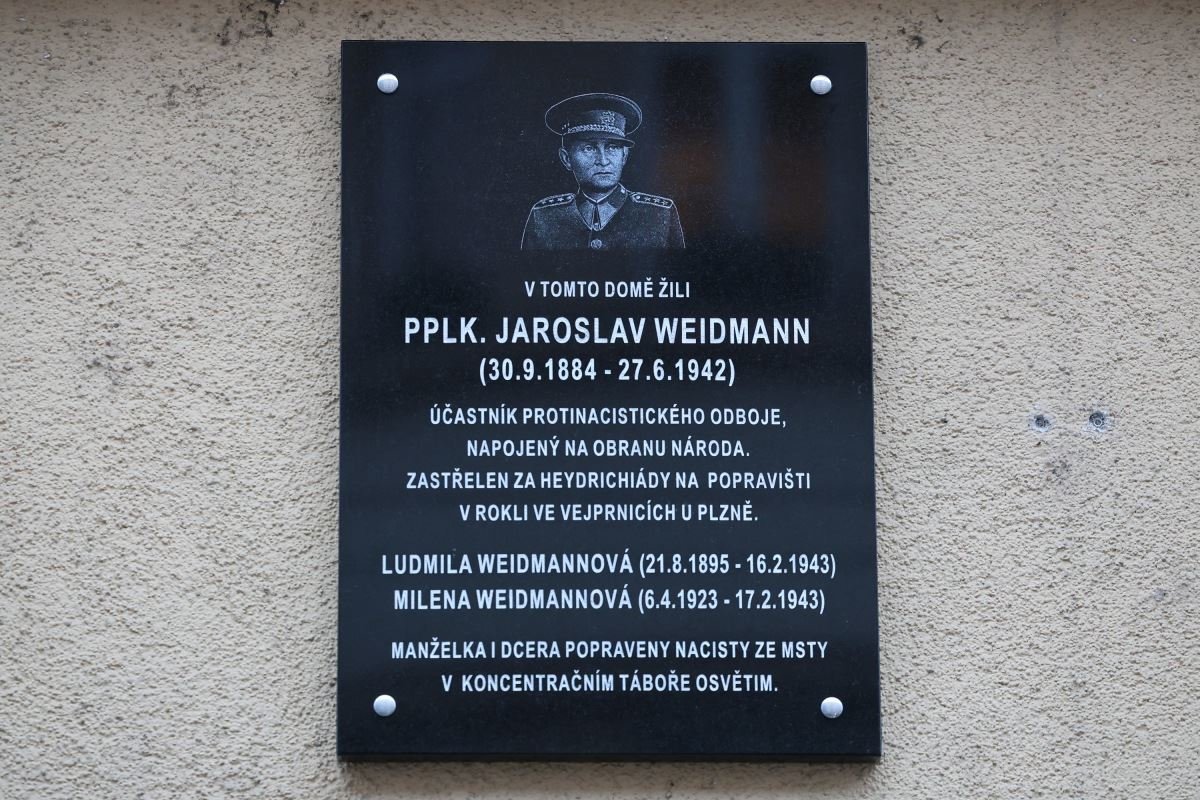 V TOMTO DOMĚ ŽILI
PPLK. JAROSLAV WEIDMANN
(30.9.1884 - 27.6.1942)
ÚČASTNÍK PROTINACISTICKÉHO ODBOJE,
NAPOJENÝ NA OBRANU NÁRODA.
ZASTŘELEN ZA HEYDRICHIÁDY NA POPRAVIŠTI
V ROKLI VE VEJPRNICÍCH U PLZNĚ.
LUDMILA WEIDMANNOVÁ (21.8.1895 - 16.2.1943)
MILENA WEIDMANNOVÁ (6.4.1923 - 17.2.1943)
MANŽELKA I DCERA POPRAVENY NACISTY ZE MSTY
V KONCENTRAČNÍM TÁBOŘE OSVĚTIM.